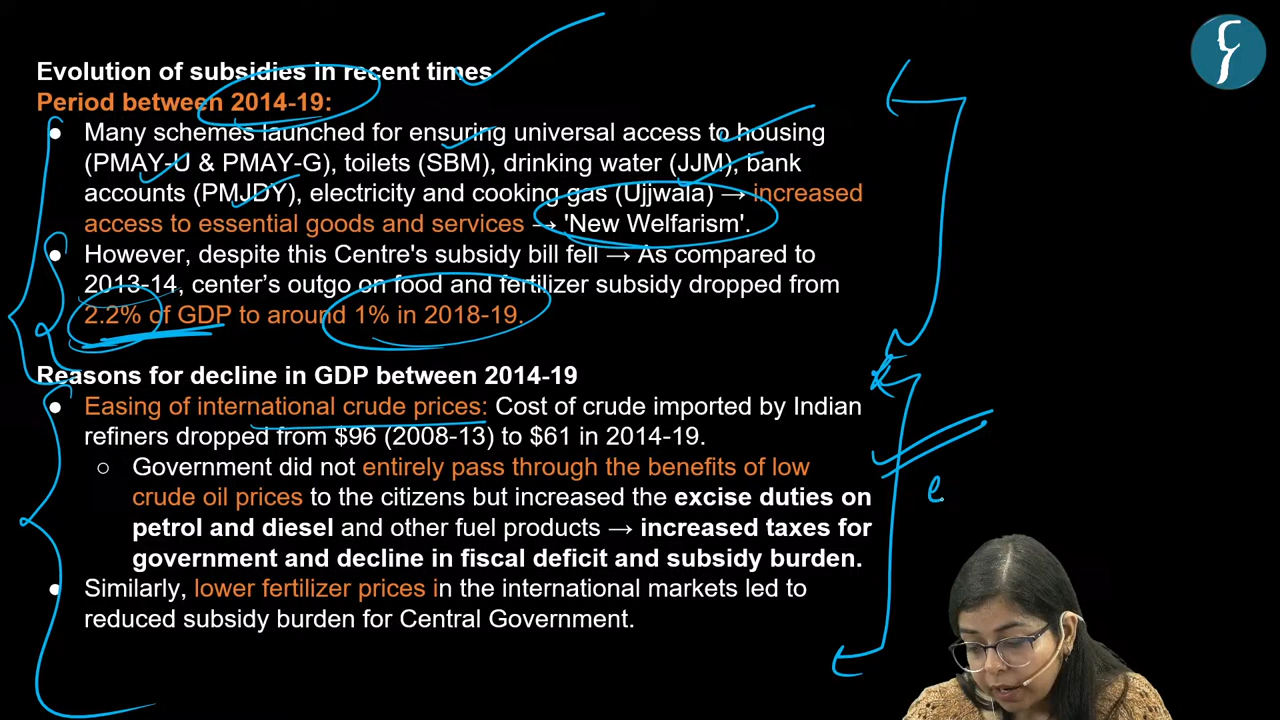 Evolution of subsidies in recent times
Period between 2014-19:
● Many schemes launched for ensuring universal access to housing
(PMAY-U & PMAY-G), toilets (SBM), drinking water (JJM), bank
accounts (PMJDY), electricity and cooking gas (Ujjwala) → increased
access to essential goods and services → 'New Welfarism'.
● However, despite this Centre's subsidy bill fell → As compared to
2013-14, center's outgo on food and fertilizer subsidy dropped from
2.2% of GDP to around 1% in 2018-19.
Reasons for decline in GDP between 2014-19
● Easing of international crude prices: Cost of crude imported by Indian
refiners dropped from $96 (2008-13) to $61 in 2014-19.
○ Government did not entirely pass through the benefits of low
crude oil prices to the citizens but increased the excise duties on
petrol and diesel and other fuel products → increased taxes for
government and decline in fiscal deficit and subsidy burden.
● Similarly, lower fertilizer prices in the international markets led to
reduced subsidy burden for Central Government.
e